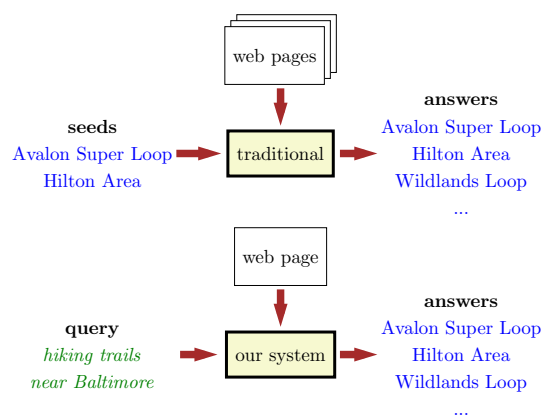 web pages
seeds
Avalon Super Loop
Hilton Area
traditional
answers
Avalon Super Loop
Hilton Area
Wildlands Loop
...
web page
query
hiking trails
near Baltimore
our system
answers
Avalon Super Loop
Hilton Area
Wildlands Loop
...